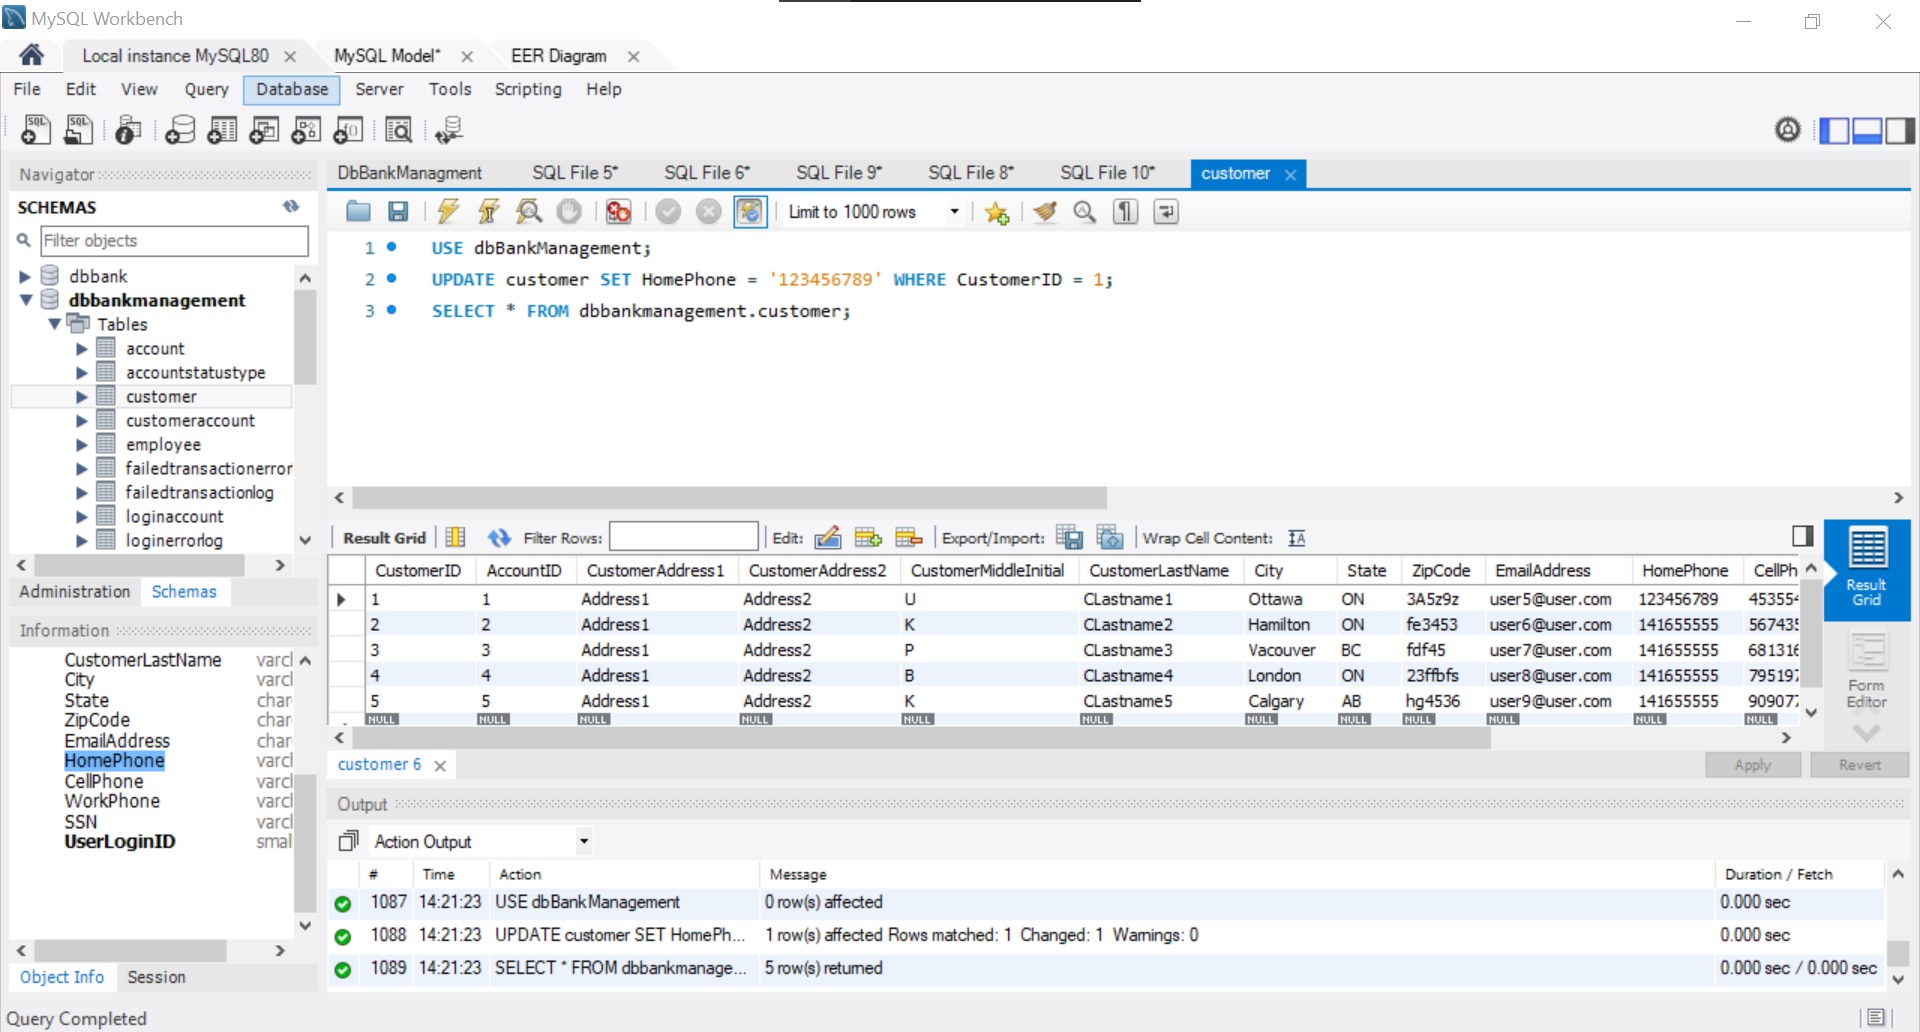 MySQL Workbench
Local instance MySQL80 MySQL Model* EER Diagram
File Edit View Query Database Server Tools Scripting Help
Navigator
SCHEMAS
Filter objects
dbbank
dbbankmanagement
Tables
account
accountstatustype
customer
customeraccount
employee
failedtransactionerror
failedtransactionlog
loginaccount
loginerrorlog
Administration Schemas
Information
CustomerLastName varcl
City varcl
State char
ZipCode char
EmailAddress char
HomePhone varcl
CellPhone varcl
WorkPhone varcl
SSN varcl
UserLoginID smal
Object Info Session
DbBankManagment SQL File 5* SQL File 6* SQL File 9* SQL File 8* SQL File 10* customer
Limit to 1000 rows
1 USE dbBankManagement;
2 UPDATE customer SET HomePhone = '123456789' WHERE CustomerID = 1;
3 SELECT * FROM dbbankmanagement.customer;
Result Grid Filter Rows: Edit: Export/Import: Wrap Cell Content:
CustomerID AccountID CustomerAddress1 CustomerAddress2 CustomerMiddleInitial CustomerLastName City State ZipCode EmailAddress HomePhone CellPh
1 1 Address1 Address2 U CLastname1 Ottawa ON 3A5z9z user5@user.com 123456789 45355
2 2 Address1 Address2 K CLastname2 Hamilton ON fe3453 user6@user.com 141655555 56743
3 3 Address1 Address2 P CLastname3 Vacouver BC fdf45 user7@user.com 141655555 68131
4 4 Address1 Address2 B CLastname4 London ON 23ffbfs user8@user.com 141655555 79519
5 5 Address1 Address2 K CLastname5 Calgary AB hg4536 user9@user.com 141655555 90907
NULL NULL NULL NULL NULL NULL NULL NULL NULL NULL NULL NULL
Result Grid
Form Editor
customer 6 Apply Revert
Output
Action Output
# Time Action Message Duration / Fetch
1087 14:21:23 USE dbBankManagement 0 row(s) affected 0.000 sec
1088 14:21:23 UPDATE customer SET HomePh... 1 row(s) affected Rows matched: 1 Changed: 1 Warnings: 0 0.000 sec
1089 14:21:23 SELECT * FROM dbbankmanage... 5 row(s) returned 0.000 sec / 0.000 sec
Query Completed